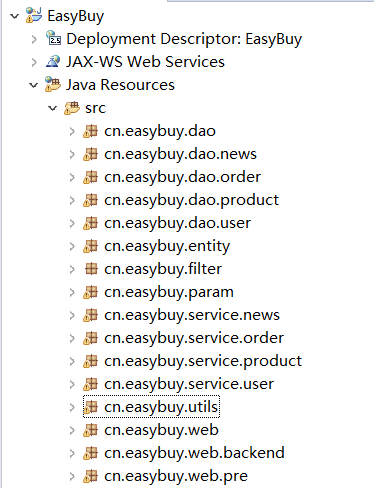 EasyBuy
Deployment Descriptor: EasyBuy
JAX-WS Web Services
Java Resources
src
cn.easybuy.dao
cn.easybuy.dao.news
cn.easybuy.dao.order
cn.easybuy.dao.product
cn.easybuy.dao.user
cn.easybuy.entity
cn.easybuy.filter
cn.easybuy.param
cn.easybuy.service.news
cn.easybuy.service.order
cn.easybuy.service.product
cn.easybuy.service.user
cn.easybuy.utils
cn.easybuy.web
cn.easybuy.web.backend
cn.easybuy.web.pre